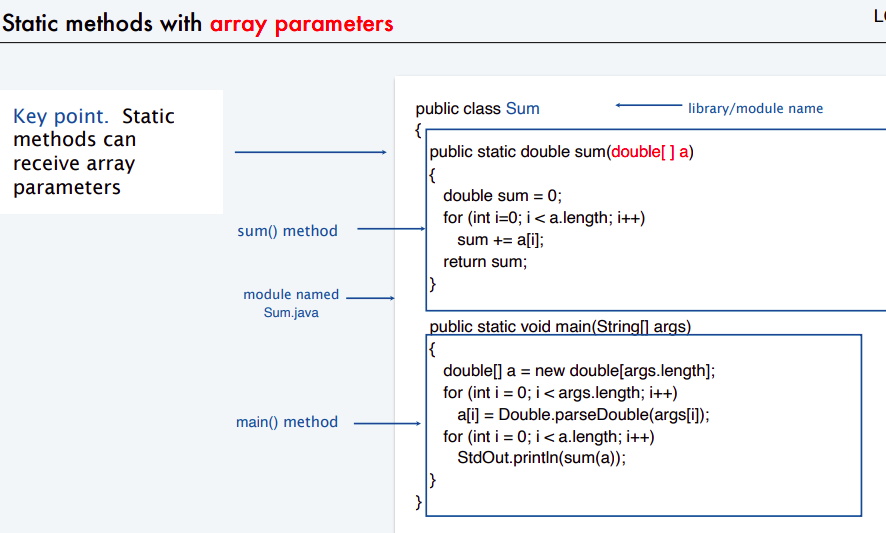 Static methods with array parameters
Key point. Static
methods can
receive array
parameters
public class Sum
library/module name
{
public static double sum(double[ ] a)
{
double sum = 0;
for (int i=0; i < a.length; i++)
sum += a[i];
return sum;
}
sum() method
module named
Sum.java
public static void main(String[] args)
{
double[] a = new double[args.length];
for (int i = 0; i < args.length; i++)
a[i] = Double.parseDouble(args[i]);
for (int i = 0; i < a.length; i++)
StdOut.println(sum(a));
}
}
main() method